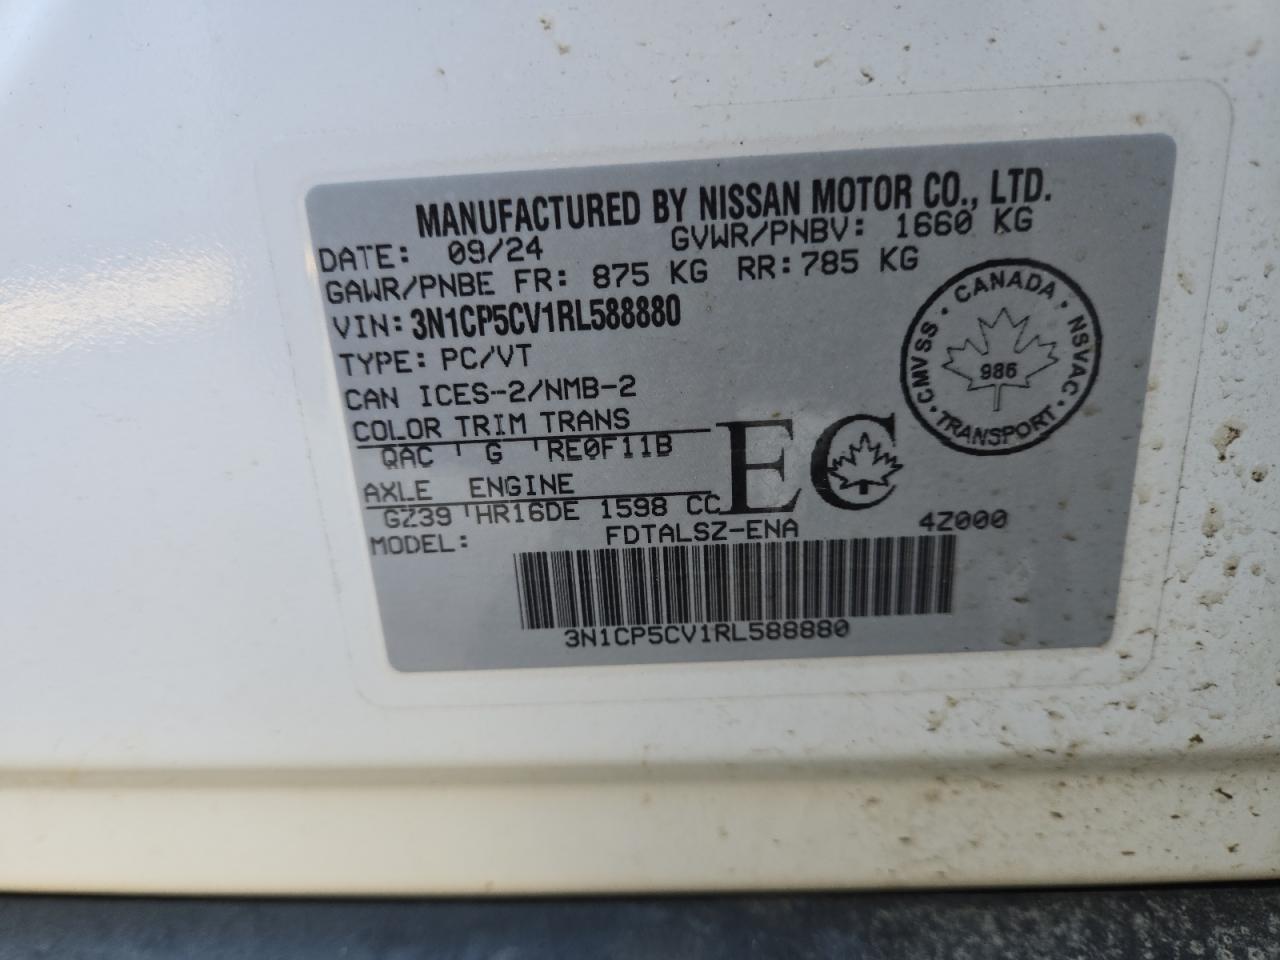 MANUFACTURED BY NISSAN MOTOR CO., LTD.
DATE: 09/24 GVWR/PNBV: 1660 KG
GAWR/PNBE FR: 875 KG RR: 785 KG
VIN: 3N1CP5CV1RL588880
TYPE: PC/VT
CAN ICES-2/NMB-2
COLOR TRIM TRANS
QAC G RE0F11B
AXLE ENGINE
GZ39 HR16DE 1598 CC
MODEL: FDTALSZ-ENA 4Z000
3N1CP5CV1RL588880
EC
CMVSS · CANADA · NSVAC · TRANSPORT
986